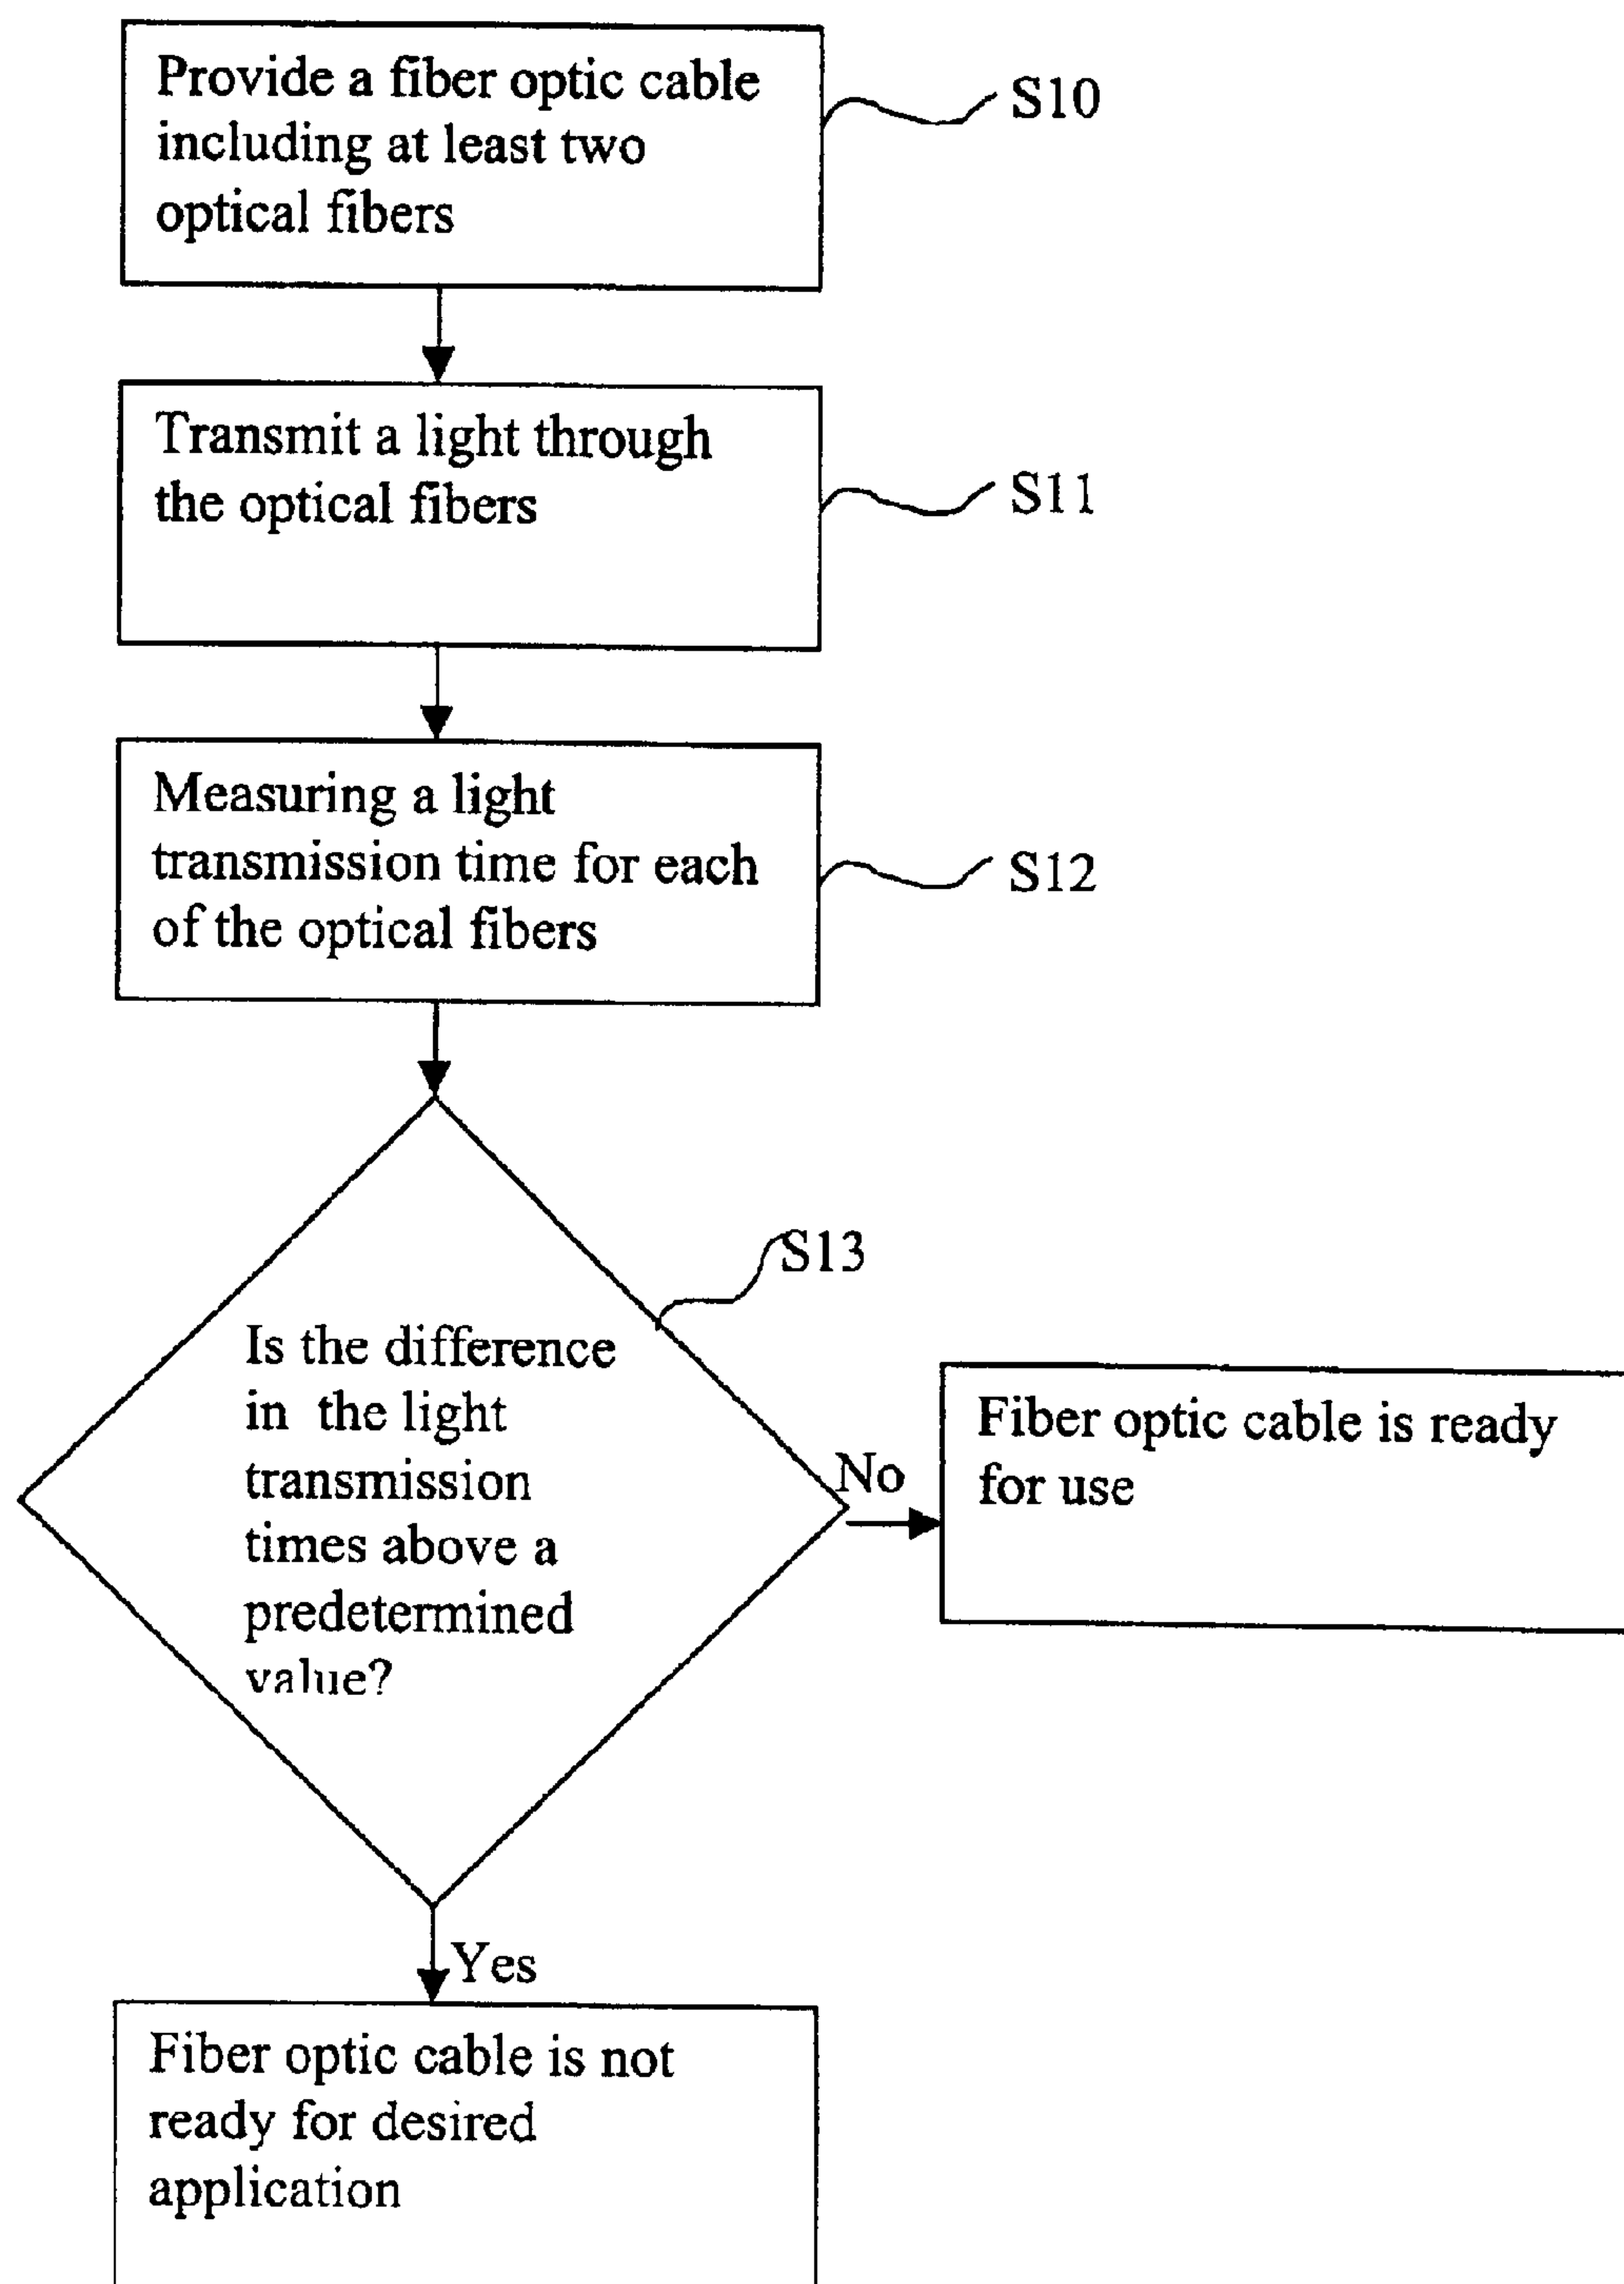 Provide a fiber optic cable
including at least two
optical fibers
S10
Transmit a light through
the optical fibers
S11
Measuring a light
transmission time for each
of the optical fibers
S12
S13
Is the difference
in the light
transmission
times above a
predetermined
value?
No
Fiber optic cable is ready
for use
Yes
Fiber optic cable is not
ready for desired
application